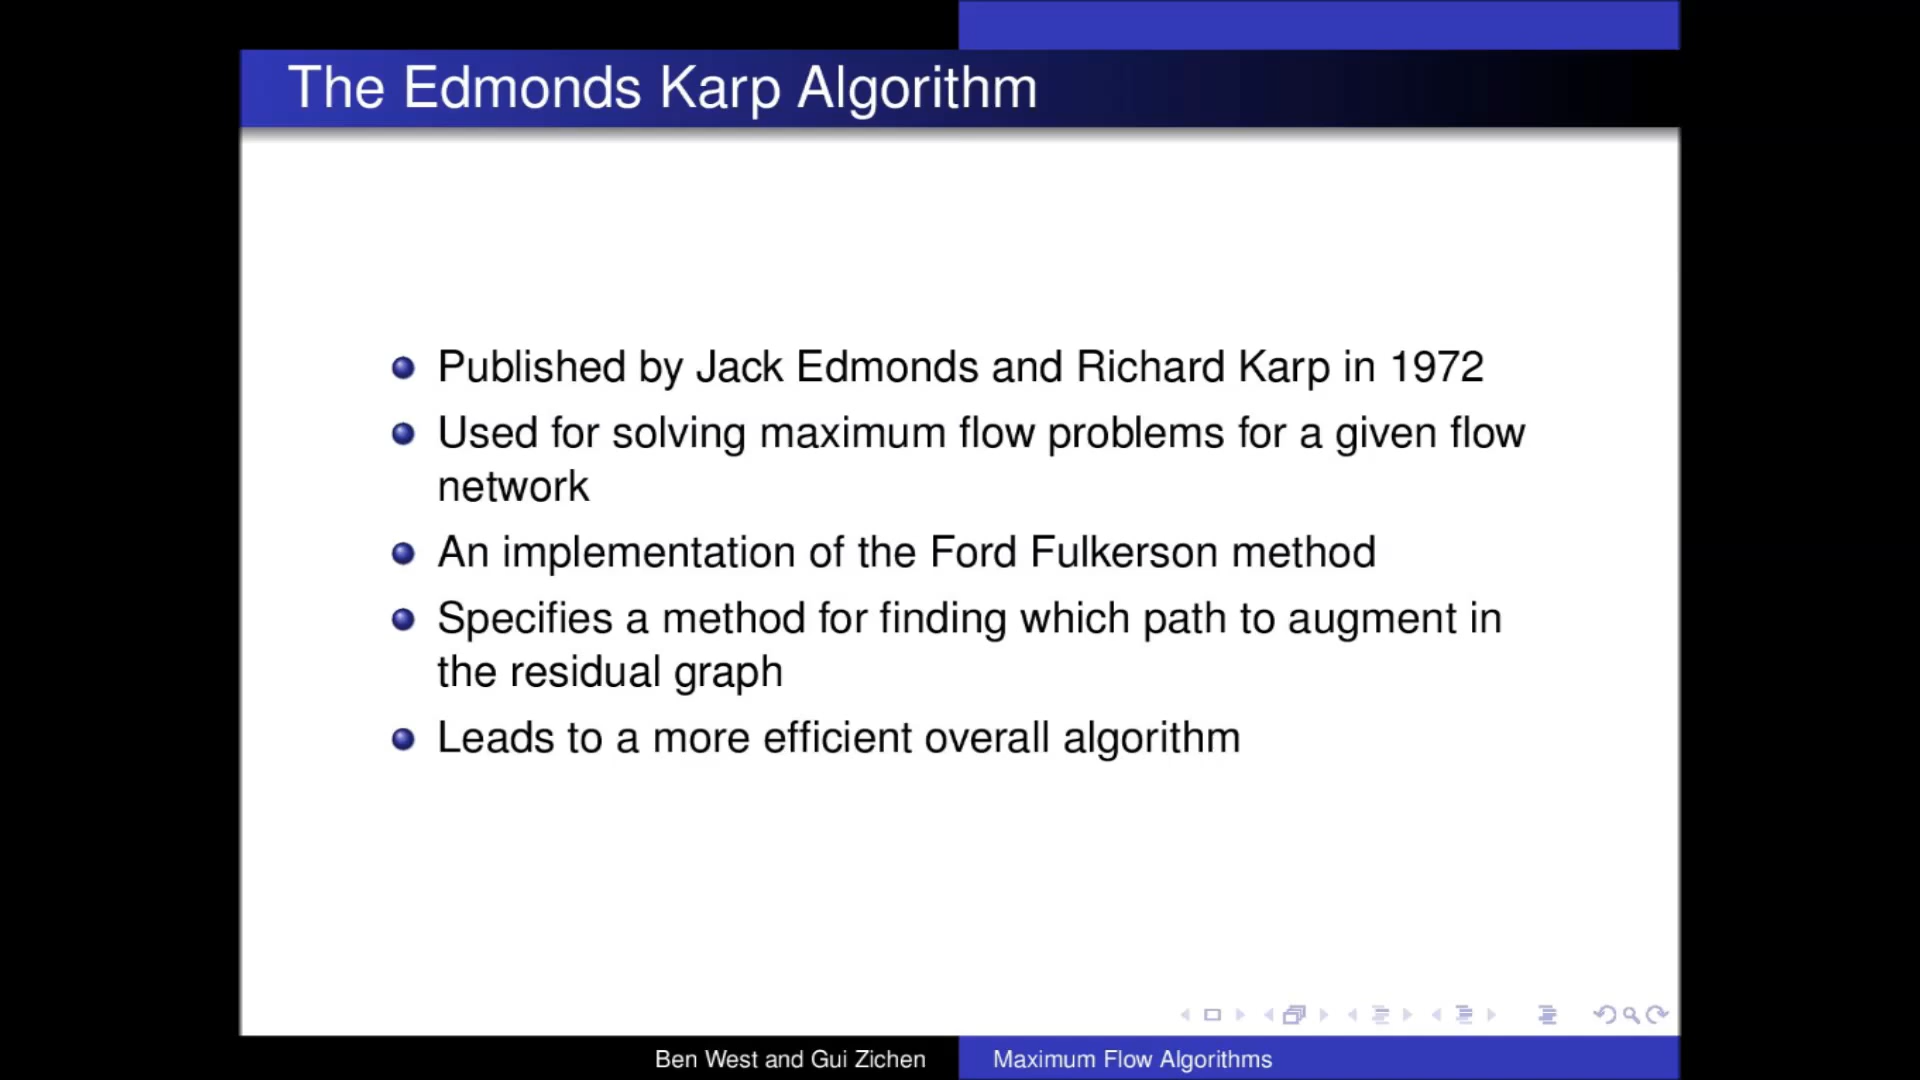 The Edmonds Karp Algorithm
Published by Jack Edmonds and Richard Karp in 1972
Used for solving maximum flow problems for a given flow
network
An implementation of the Ford Fulkerson method
Specifies a method for finding which path to augment in
the residual graph
Leads to a more efficient overall algorithm
Ben West and Gui Zichen
Maximum Flow Algorithms